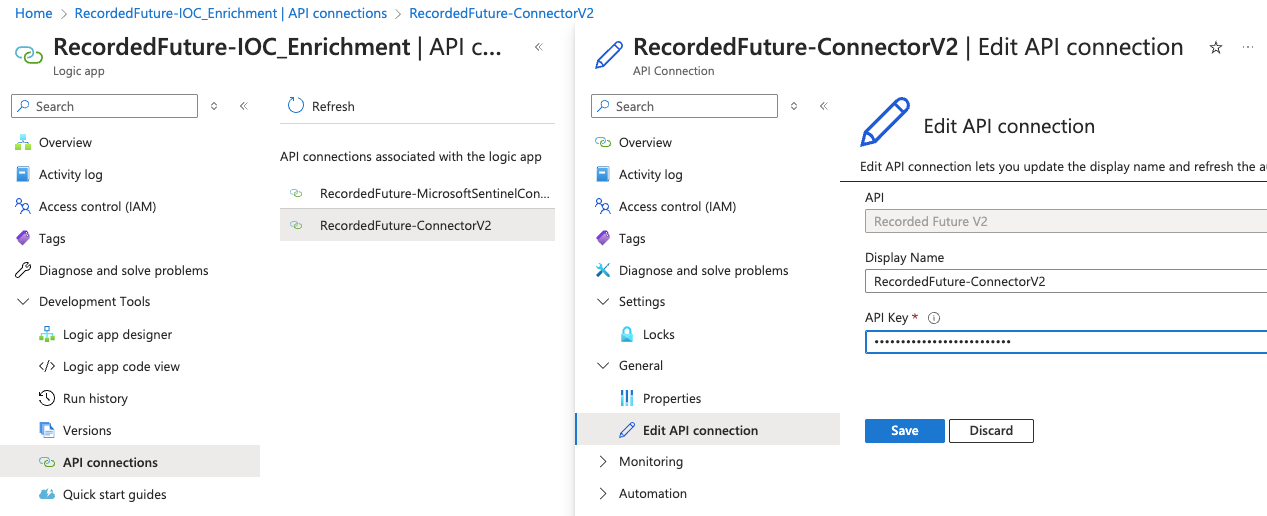 Home > RecordedFuture-IOC_Enrichment | API connections > RecordedFuture-ConnectorV2
RecordedFuture-IOC_Enrichment | API c...
Logic app
Search
Overview
Activity log
Access control (IAM)
Tags
Diagnose and solve problems
Development Tools
Logic app designer
Logic app code view
Run history
Versions
API connections
Quick start guides
Refresh
API connections associated with the logic app
RecordedFuture-MicrosoftSentinelCon...
RecordedFuture-ConnectorV2
RecordedFuture-ConnectorV2 | Edit API connection
API Connection
Search
Overview
Activity log
Access control (IAM)
Tags
Diagnose and solve problems
Settings
Locks
General
Properties
Edit API connection
Monitoring
Automation
Edit API connection
Edit API connection lets you update the display name and refresh the
API
Recorded Future V2
Display Name
RecordedFuture-ConnectorV2
API Key *
••••••••••••••••••••••••••
Save
Discard